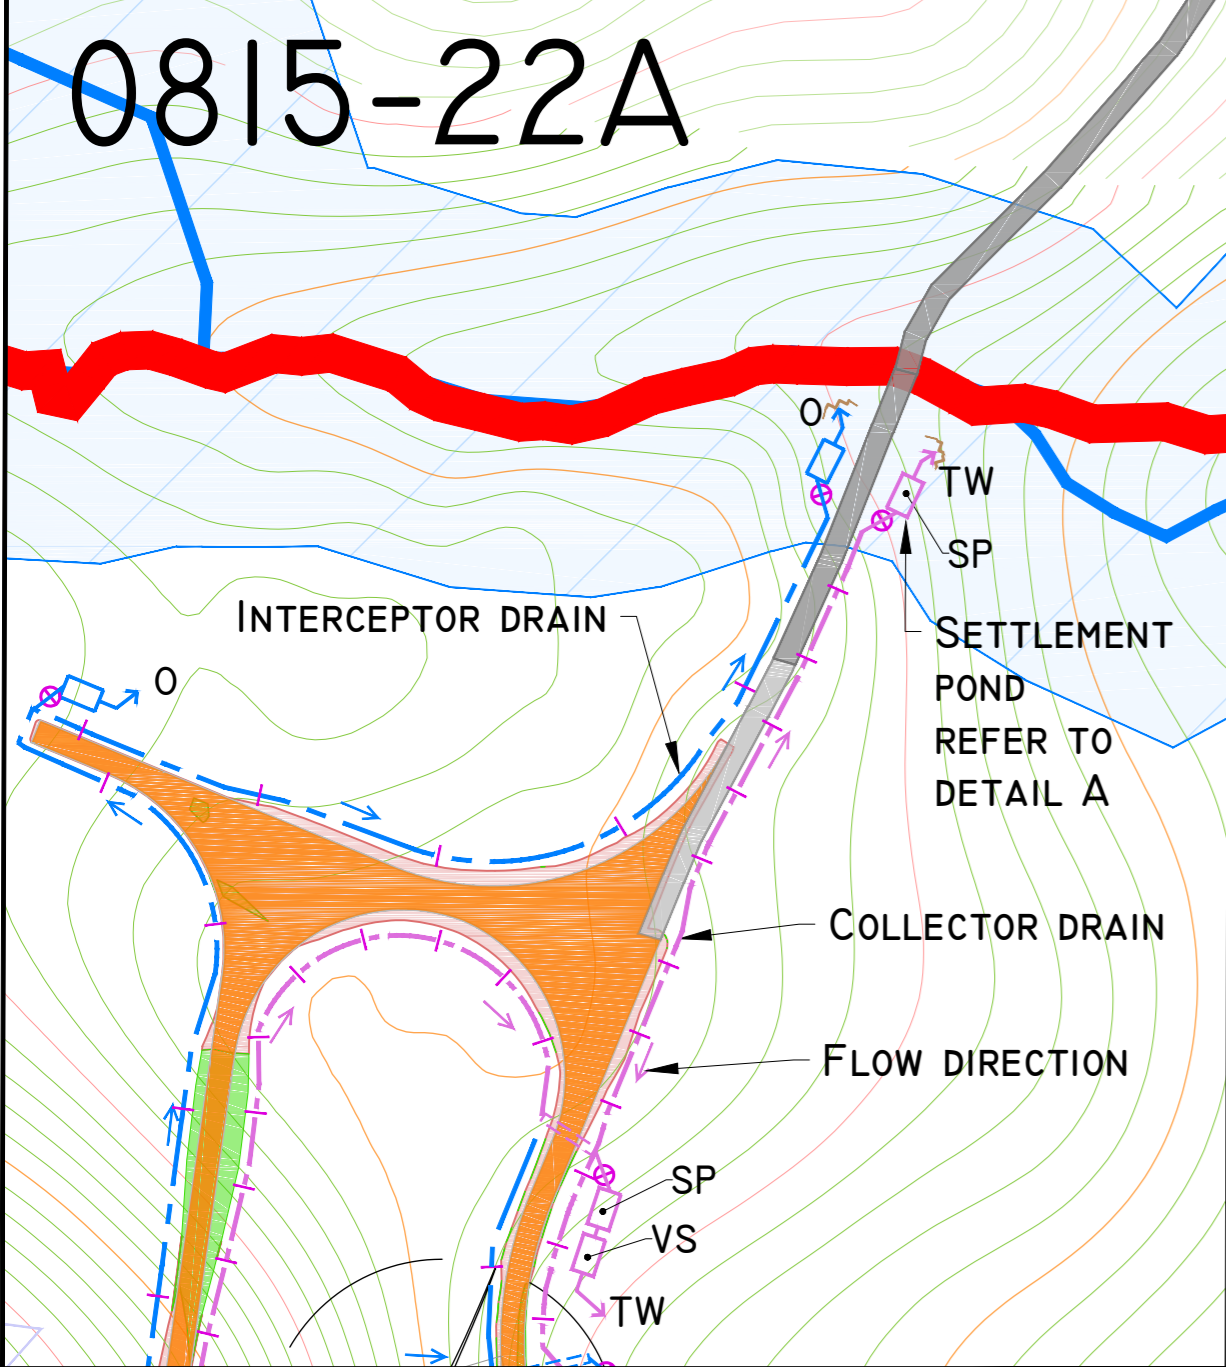 0815-22A
O
TW
SP
INTERCEPTOR DRAIN
SETTLEMENT
POND
REFER TO
DETAIL A
O
COLLECTOR DRAIN
FLOW DIRECTION
SP
VS
TW